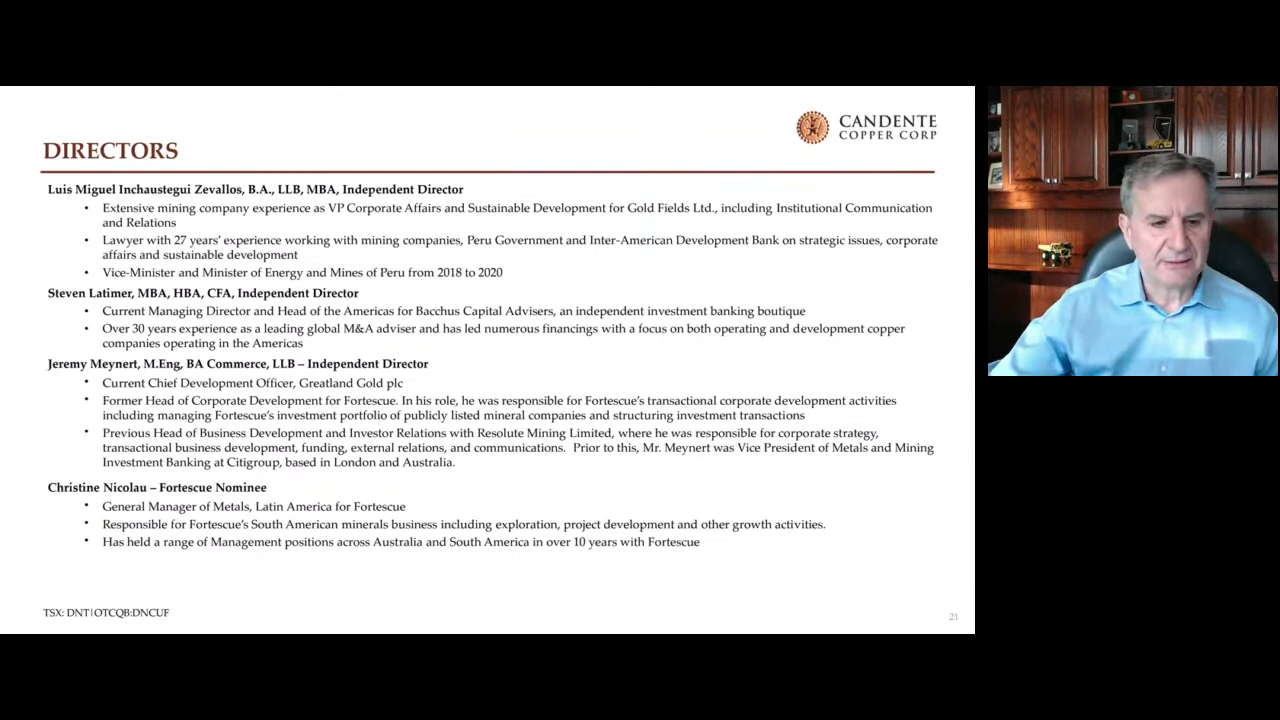 CANDENTE
COPPER CORP
DIRECTORS
Luis Miguel Inchaustegui Zevallos, B.A., LLB, MBA, Independent Director
• Extensive mining company experience as VP Corporate Affairs and Sustainable Development for Gold Fields Ltd., including Institutional Communication
and Relations
• Lawyer with 27 years' experience working with mining companies, Peru Government and Inter-American Development Bank on strategic issues, corporate
affairs and sustainable development
• Vice-Minister and Minister of Energy and Mines of Peru from 2018 to 2020
Steven Latimer, MBA, HBA, CFA, Independent Director
• Current Managing Director and Head of the Americas for Bacchus Capital Advisers, an independent investment banking boutique
• Over 30 years experience as a leading global M&A adviser and has led numerous financings with a focus on both operating and development copper
companies operating in the Americas
Jeremy Meynert, M.Eng, BA Commerce, LLB – Independent Director
• Current Chief Development Officer, Greatland Gold plc
• Former Head of Corporate Development for Fortescue. In his role, he was responsible for Fortescue's transactional corporate development activities
including managing Fortescue's investment portfolio of publicly listed mineral companies and structuring investment transactions
• Previous Head of Business Development and Investor Relations with Resolute Mining Limited, where he was responsible for corporate strategy,
transactional business development, funding, external relations, and communications. Prior to this, Mr. Meynert was Vice President of Metals and Mining
Investment Banking at Citigroup, based in London and Australia.
Christine Nicolau – Fortescue Nominee
• General Manager of Metals, Latin America for Fortescue
• Responsible for Fortescue's South American minerals business including exploration, project development and other growth activities.
• Has held a range of Management positions across Australia and South America in over 10 years with Fortescue
TSX: DNT|OTCQB:DNCUF
21